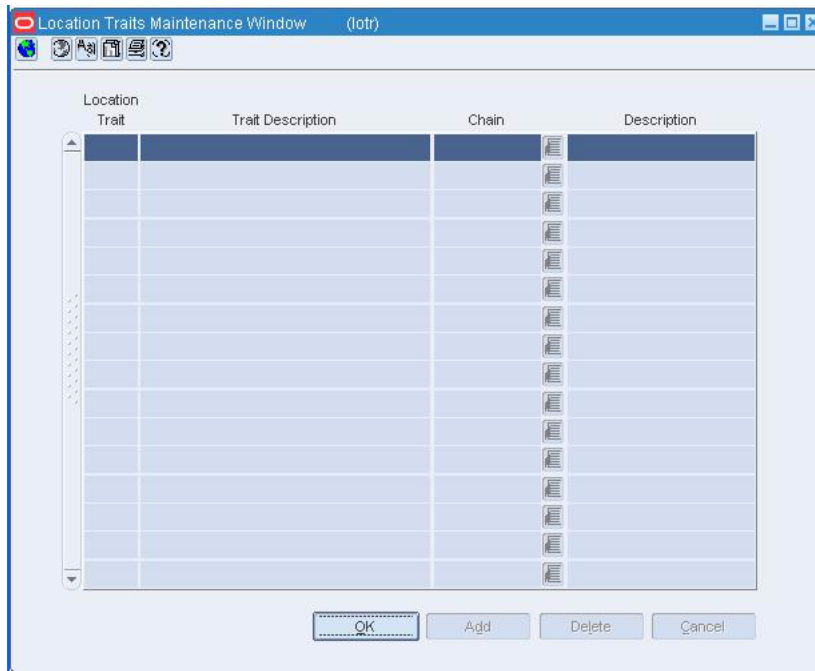 Location Traits Maintenance Window (lotr)
Location
Trait Trait Description Chain Description
OK Add Delete Cancel